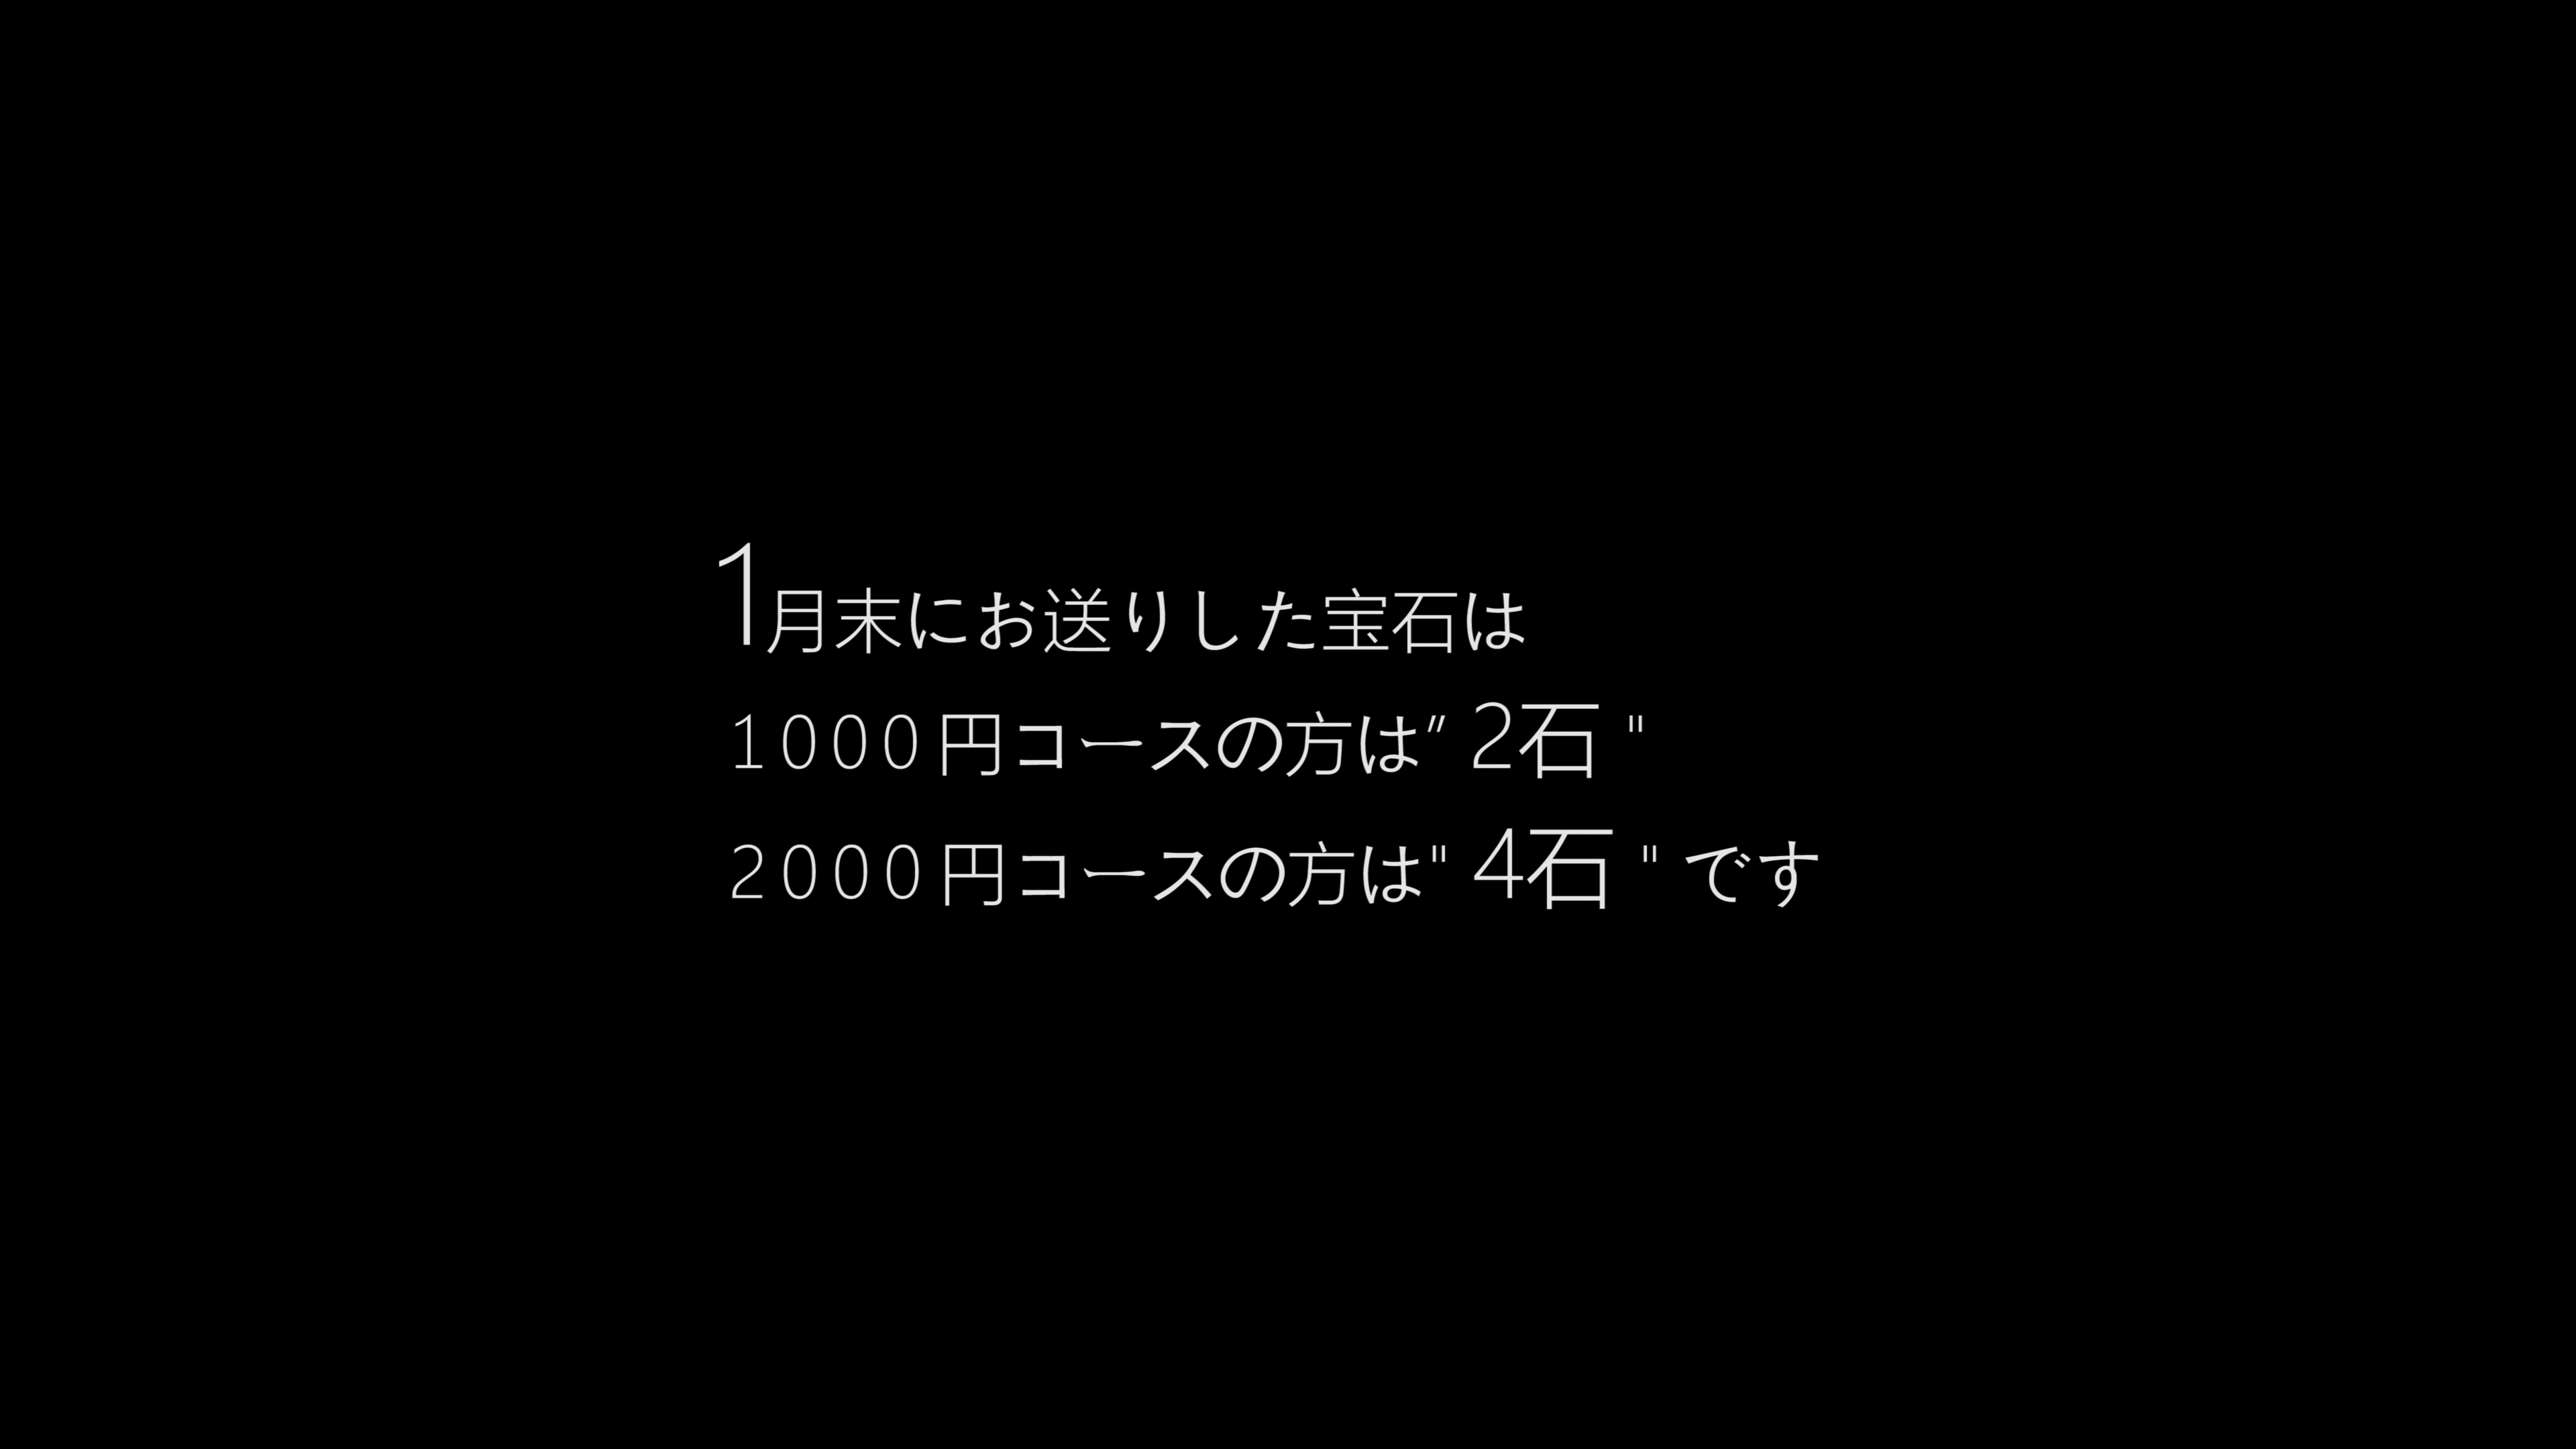 1月末にお送りした宝石は
1000円コースの方は” 2石 "
2000円コースの方は" 4石 " です